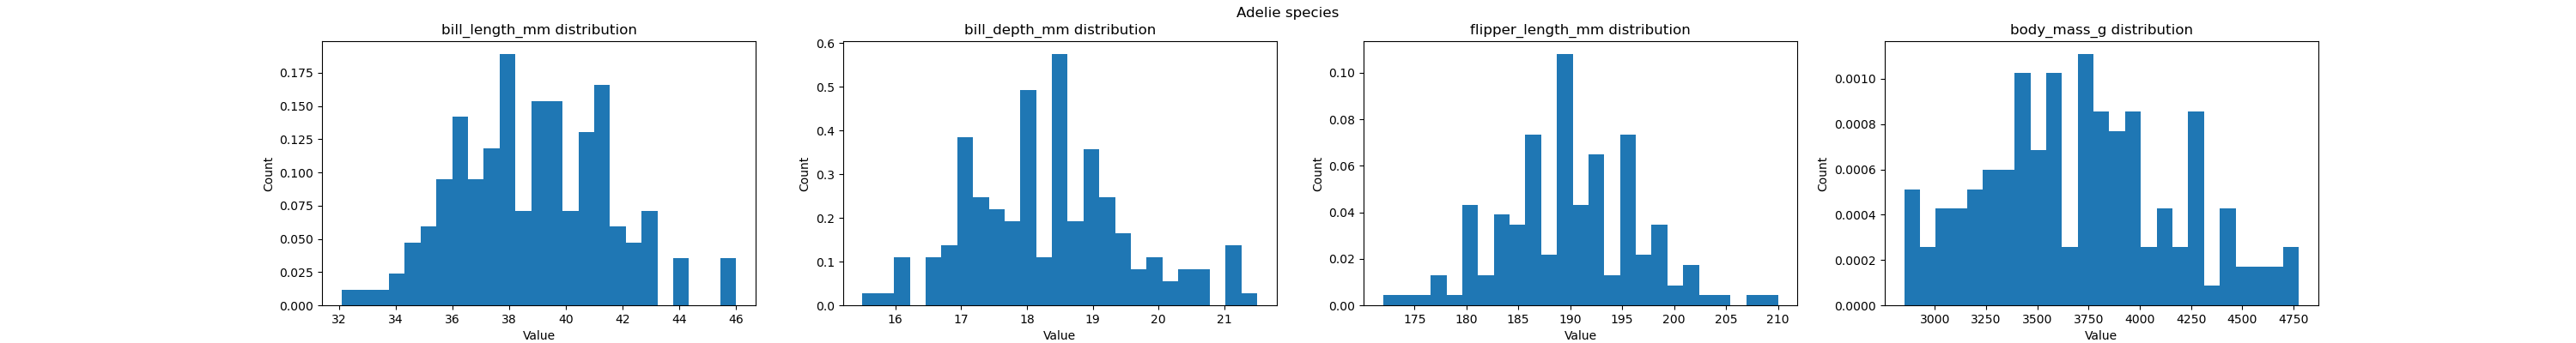 Adelie species
bill_length_mm distribution
0.175
0.150
0.125
0.100
0.075
0.050
0.025
0.000
Count
32 34 36 38 40 42 44 46
Value
bill_depth_mm distribution
0.6
0.5
0.4
0.3
0.2
0.1
0.0
Count
16 17 18 19 20 21
Value
flipper_length_mm distribution
0.10
0.08
0.06
0.04
0.02
0.00
Count
175 180 185 190 195 200 205 210
Value
body_mass_g distribution
0.0010
0.0008
0.0006
0.0004
0.0002
0.0000
Count
3000 3250 3500 3750 4000 4250 4500 4750
Value